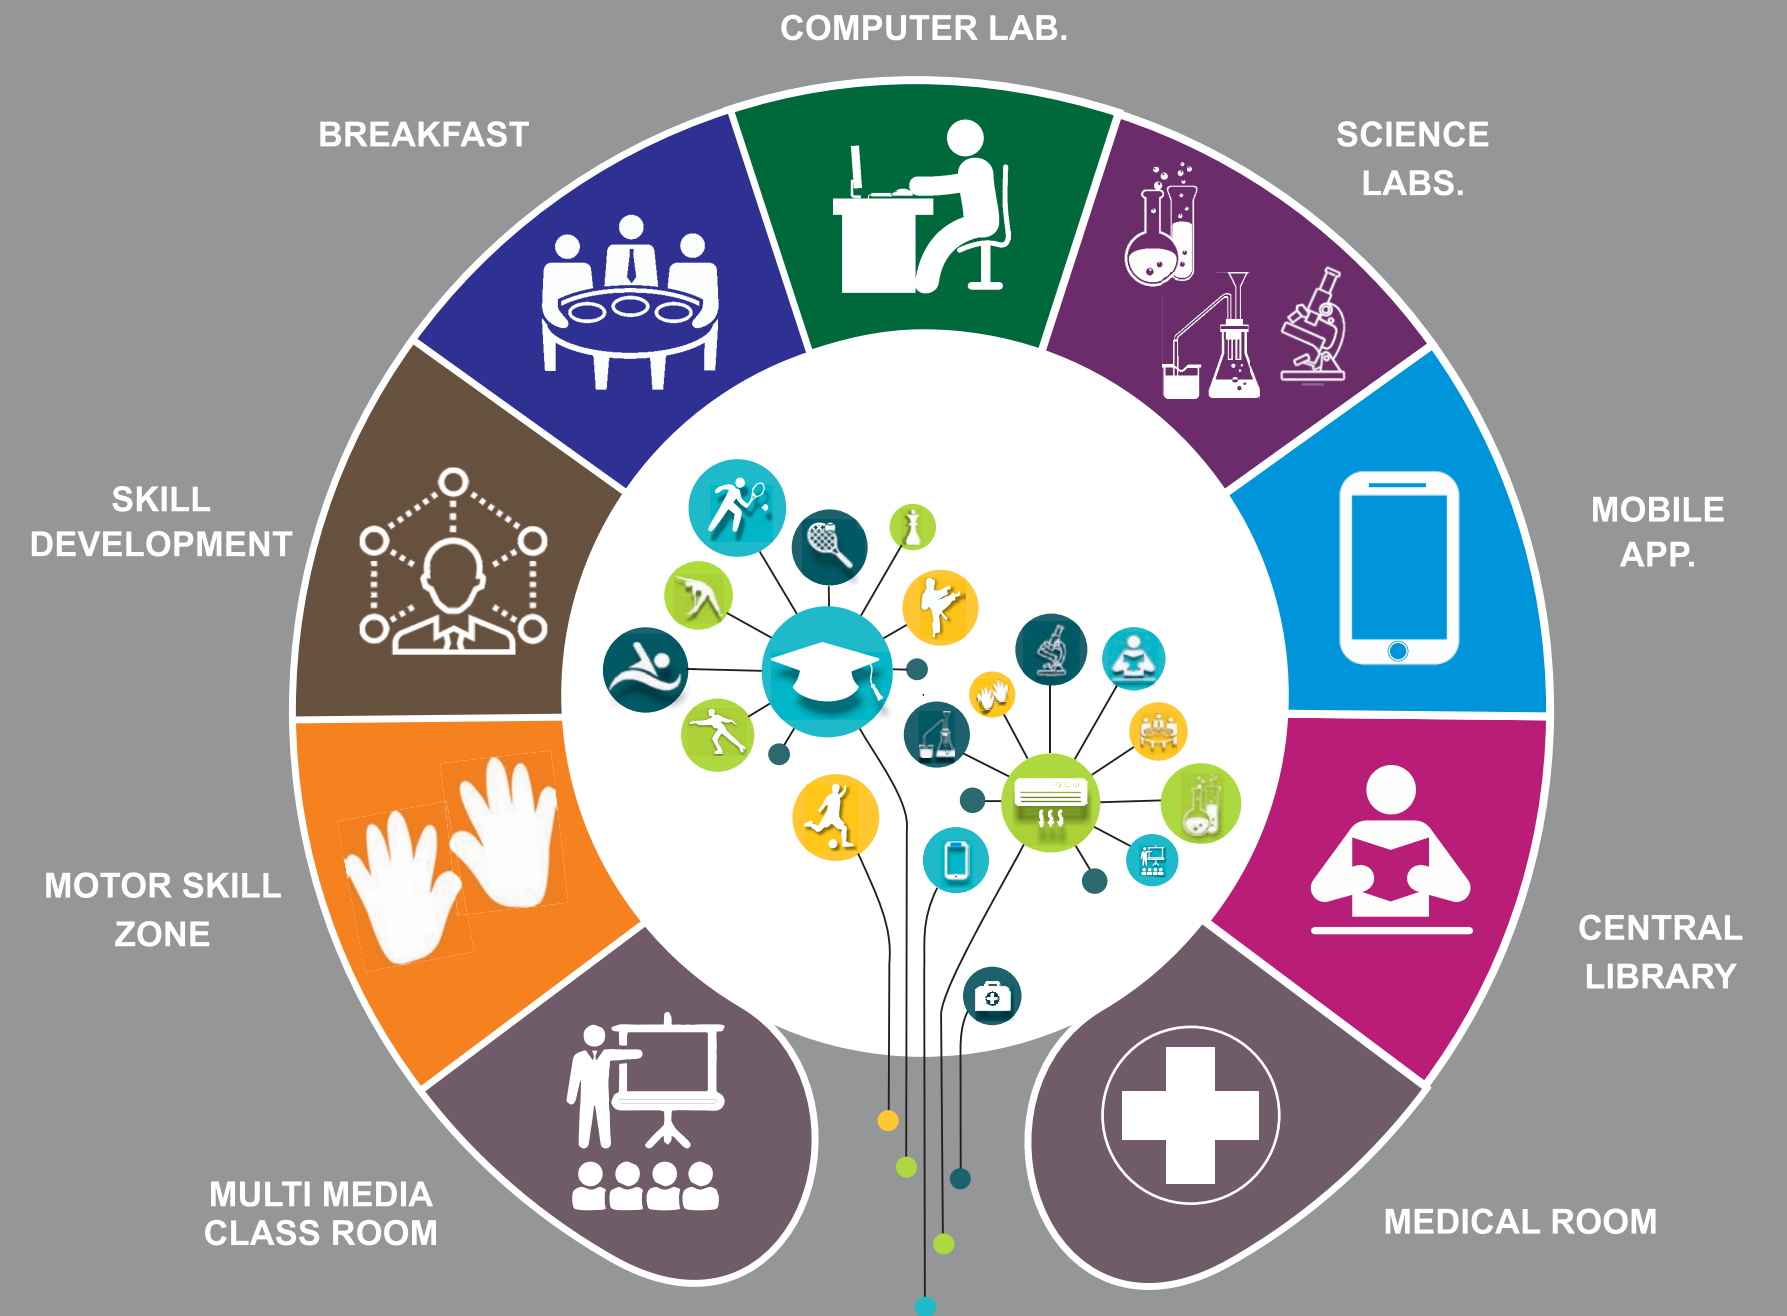 COMPUTER LAB.
BREAKFAST
SCIENCE
LABS.
SKILL
DEVELOPMENT
MOBILE
APP.
MOTOR SKILL
ZONE
CENTRAL
LIBRARY
MULTI MEDIA
CLASS ROOM
MEDICAL ROOM